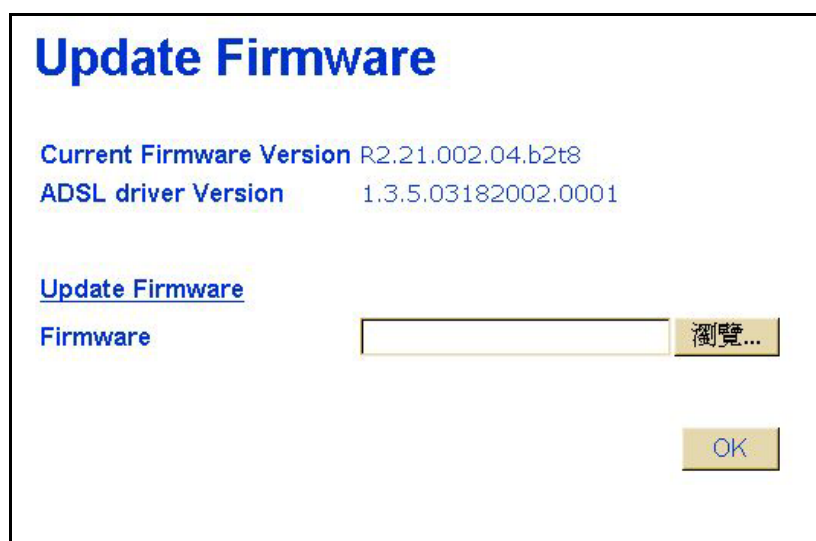 Update Firmware
Current Firmware Version R2.21.002.04.b2t8
ADSL driver Version 1.3.5.03182002.0001
Update Firmware
Firmware 瀏覽...
OK